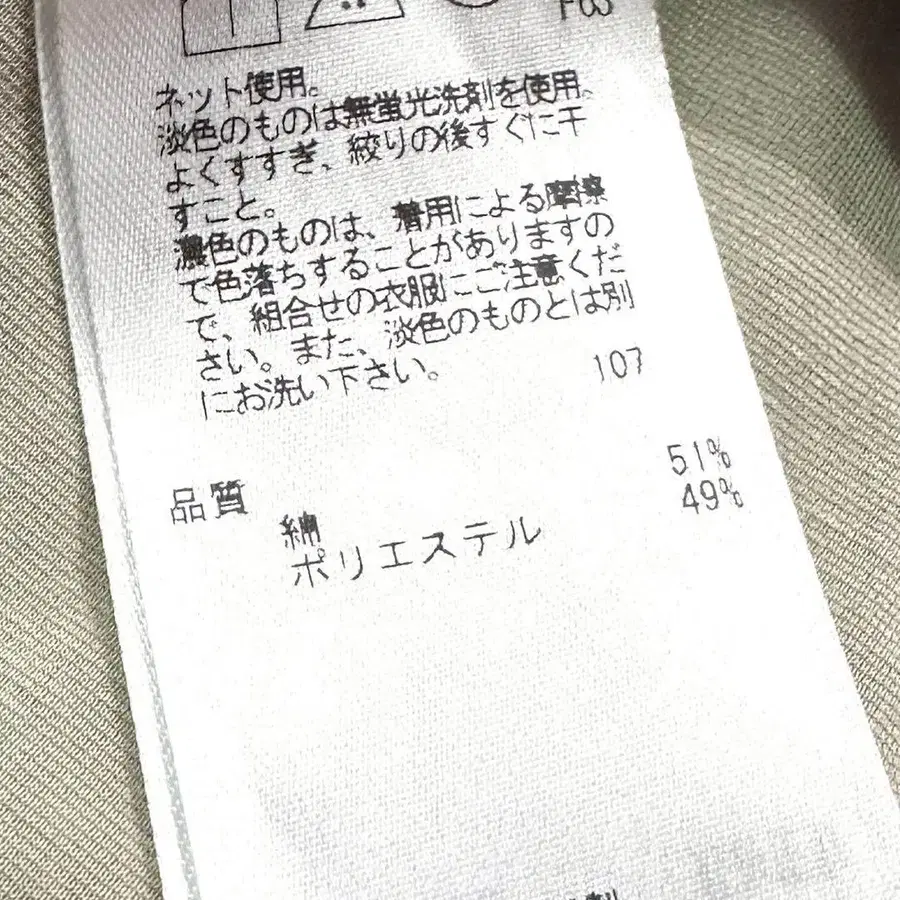 ネット使用。
淡色のものは無蛍光洗剤を使用。
よくすすぎ、絞りの後すぐに干
すこと。
濃色のものは、着用による摩擦
で色落ちすることがありますの
で、組合せの衣服にご注意くだ
さい。また、淡色のものとは別
にお洗い下さい。
107
品質
綿 51%
ポリエステル 49%